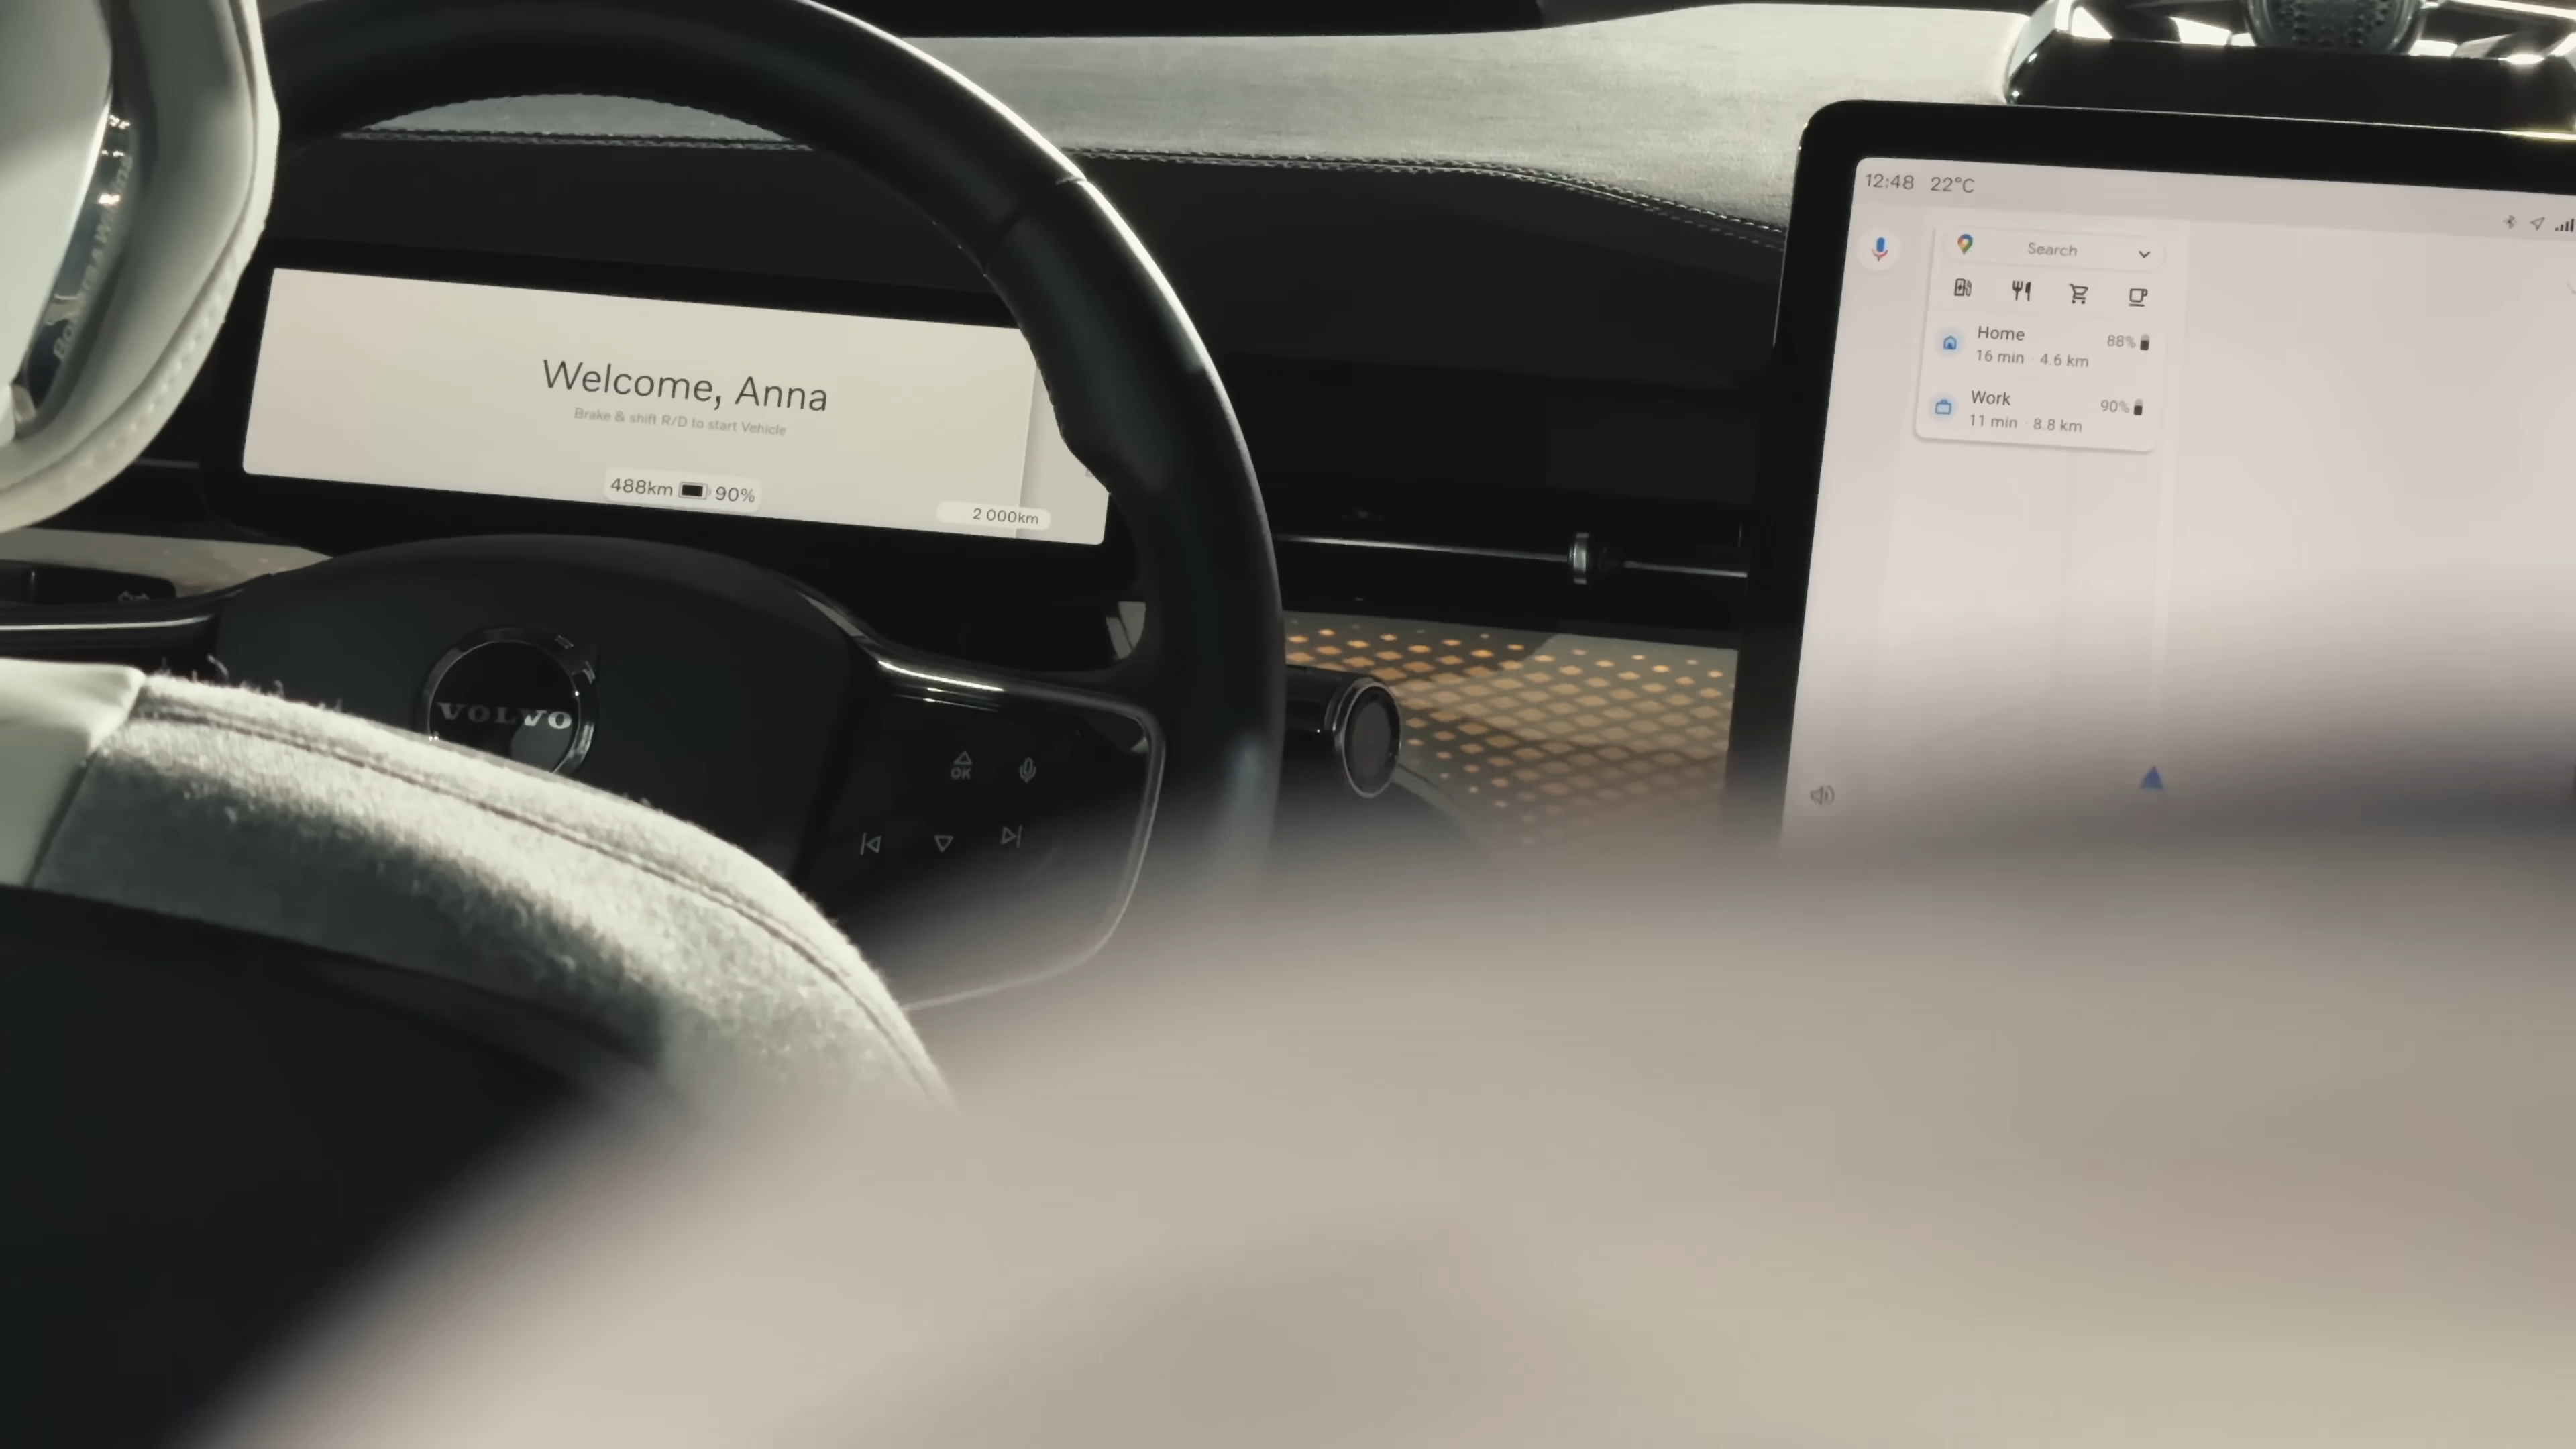 Welcome, Anna
Brake & shift R/D to start Vehicle
488km 90%
2 000km
VOLVO
OK
12:48 22°C
Search
Home
16 min · 4.6 km
88%
Work
11 min · 8.8 km
90%